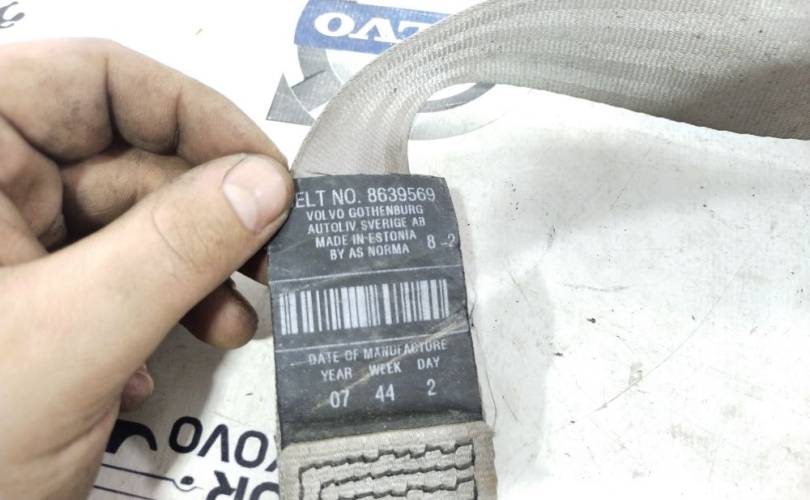 VOLVO
ELT NO. 8639569
VOLVO GOTHENBURG
AUTOLIV SVERIGE AB
MADE IN ESTONIA
BY AS NORMA 8-2
DATE OF MANUFACTURE
YEAR WEEK DAY
07 44 2